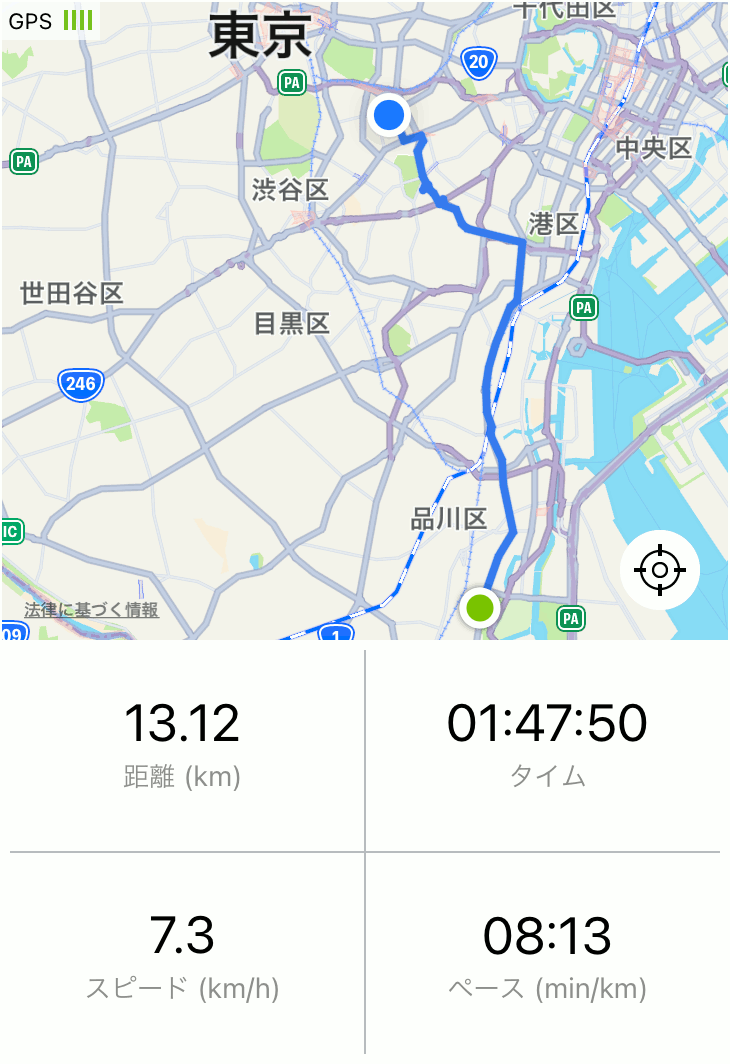 GPS
東京
千代田区
20
PA
中央区
PA
渋谷区
港区
世田谷区
PA
目黒区
246
品川区
IC
法律に基づく情報
09
1
PA
13.12
距離 (km)
01:47:50
タイム
7.3
スピード (km/h)
08:13
ペース (min/km)